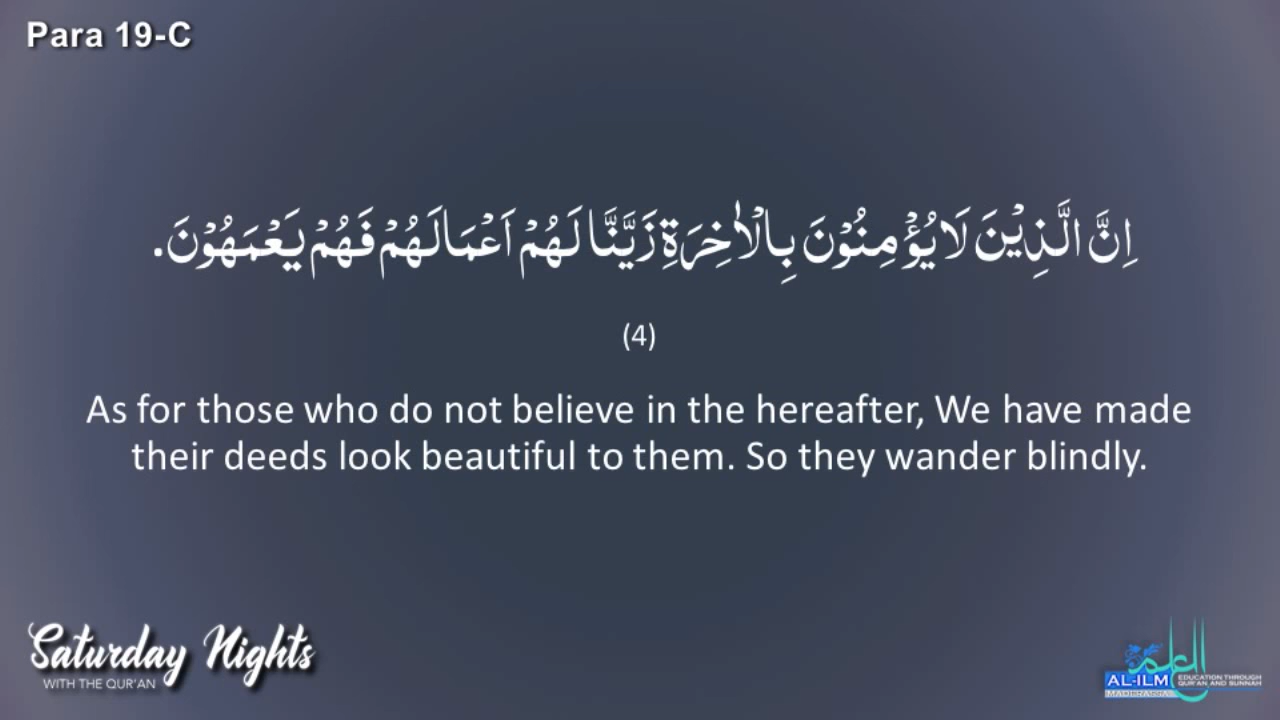 Para 19-C
اِنَّ الَّذِيْنَ لَا يُؤْمِنُوْنَ بِالْاٰخِرَةِ زَيَّنَّا لَهُمْ اَعْمَالَهُمْ فَهُمْ يَعْمَهُوْنَ.
(4)
As for those who do not believe in the hereafter, We have made
their deeds look beautiful to them. So they wander blindly.
Saturday Nights
WITH THE QUR'AN
العلم
AL-ILM EDUCATION THROUGH
MADERASSA QUR'AN AND SUNNAH